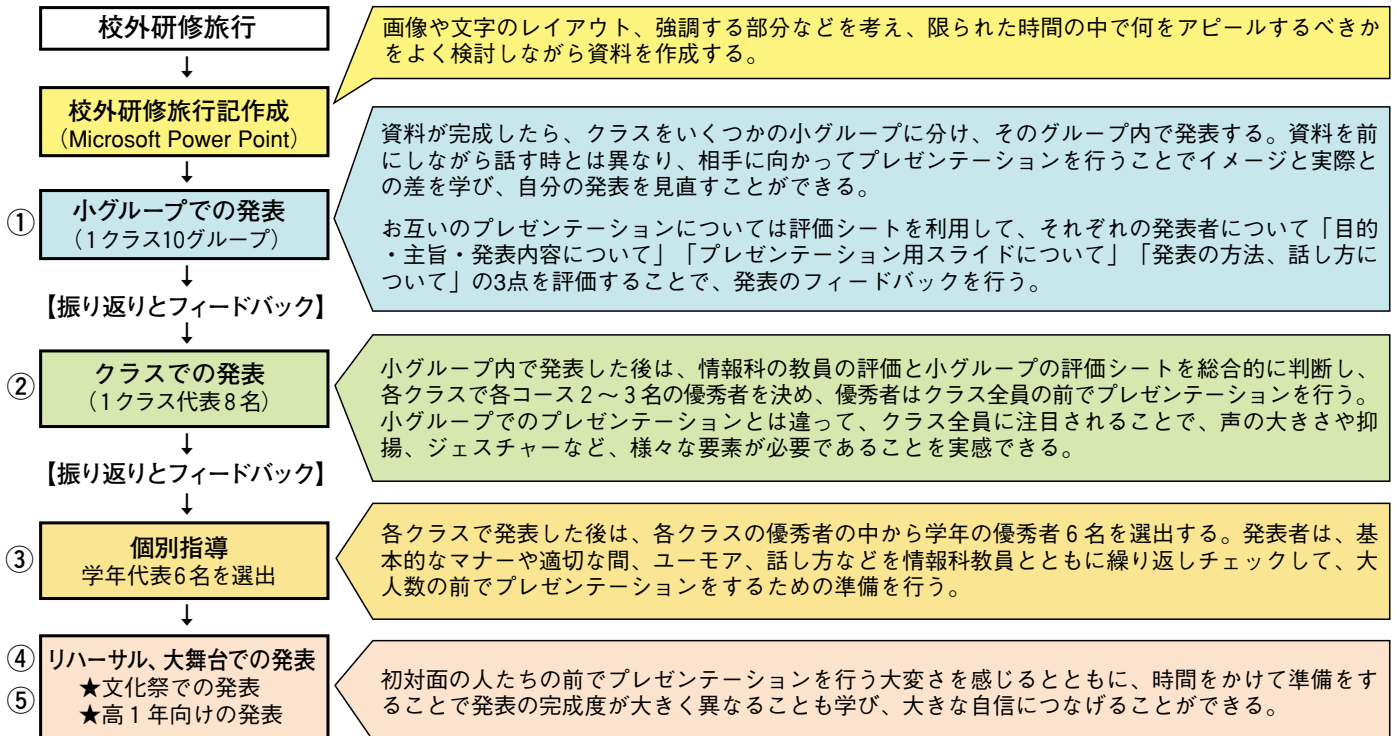 校外研修旅行
画像や文字のレイアウト、強調する部分などを考え、限られた時間の中で何をアピールするべきか
をよく検討しながら資料を作成する。
↓
校外研修旅行記作成
（Microsoft Power Point）
資料が完成したら、クラスをいくつかの小グループに分け、そのグループ内で発表する。資料を前
にしながら話す時とは異なり、相手に向かってプレゼンテーションを行うことでイメージと実際と
の差を学び、自分の発表を見直すことができる。
お互いのプレゼンテーションについては評価シートを利用して、それぞれの発表者について「目的
・主旨・発表内容について」「プレゼンテーション用スライドについて」「発表の方法、話し方に
ついて」の3点を評価することで、発表のフィードバックを行う。
↓
① 小グループでの発表
（1クラス10グループ）
↓
【振り返りとフィードバック】
↓
② クラスでの発表
（1クラス代表8名）
小グループ内で発表した後は、情報科の教員の評価と小グループの評価シートを総合的に判断し、
各クラスで各コース2～3名の優秀者を決め、優秀者はクラス全員の前でプレゼンテーションを行う。
小グループでのプレゼンテーションとは違って、クラス全員に注目されることで、声の大きさや抑
揚、ジェスチャーなど、様々な要素が必要であることを実感できる。
↓
【振り返りとフィードバック】
↓
③ 個別指導
学年代表6名を選出
各クラスで発表した後は、各クラスの優秀者の中から学年の優秀者6名を選出する。発表者は、基
本的なマナーや適切な間、ユーモア、話し方などを情報科教員とともに繰り返しチェックして、大
人数の前でプレゼンテーションをするための準備を行う。
↓
④ リハーサル、大舞台での発表
★文化祭での発表
⑤ ★高1年向けの発表
初対面の人たちの前でプレゼンテーションを行う大変さを感じるとともに、時間をかけて準備をす
ることで発表の完成度が大きく異なることも学び、大きな自信につなげることができる。